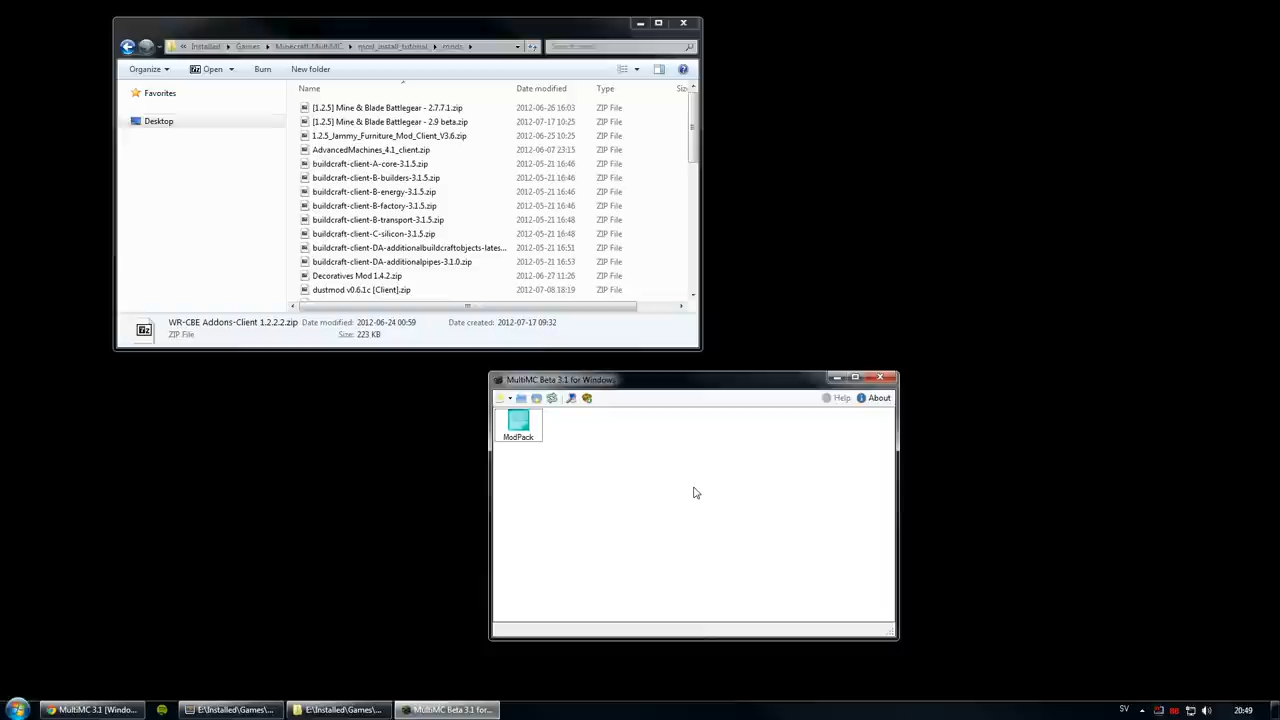 « Installed ▸ Games ▸ Minecraft MultiMC ▸ mod_install_tutorial ▸ mods ▸
Organize Open Burn New folder
Name Date modified Type Siz
Favorites
Desktop
[1.2.5] Mine & Blade Battlegear - 2.7.7.1.zip 2012-06-26 16:03 ZIP File
[1.2.5] Mine & Blade Battlegear - 2.9 beta.zip 2012-07-17 10:25 ZIP File
1.2.5_Jammy_Furniture_Mod_Client_V3.6.zip 2012-06-25 10:25 ZIP File
AdvancedMachines_4.1_client.zip 2012-06-07 23:15 ZIP File
buildcraft-client-A-core-3.1.5.zip 2012-05-21 16:46 ZIP File
buildcraft-client-B-builders-3.1.5.zip 2012-05-21 16:46 ZIP File
buildcraft-client-B-energy-3.1.5.zip 2012-05-21 16:46 ZIP File
buildcraft-client-B-factory-3.1.5.zip 2012-05-21 16:46 ZIP File
buildcraft-client-B-transport-3.1.5.zip 2012-05-21 16:48 ZIP File
buildcraft-client-C-silicon-3.1.5.zip 2012-05-21 16:48 ZIP File
buildcraft-client-DA-additionalbuildcraftobjects-lates... 2012-05-21 16:51 ZIP File
buildcraft-client-DA-additionalpipes-3.1.0.zip 2012-05-21 16:53 ZIP File
Decoratives Mod 1.4.2.zip 2012-06-27 11:26 ZIP File
dustmod v0.6.1c [Client].zip 2012-07-08 18:19 ZIP File
7z WR-CBE Addons-Client 1.2.2.2.zip Date modified: 2012-06-24 00:59 Date created: 2012-07-17 09:32
ZIP File Size: 223 KB
MultiMC Beta 3.1 for Windows
Help About
ModPack
MultiMC 3.1 [Windo... E:\Installed\Games\... E:\Installed\Games\... MultiMC Beta 3.1 for... SV 20:49